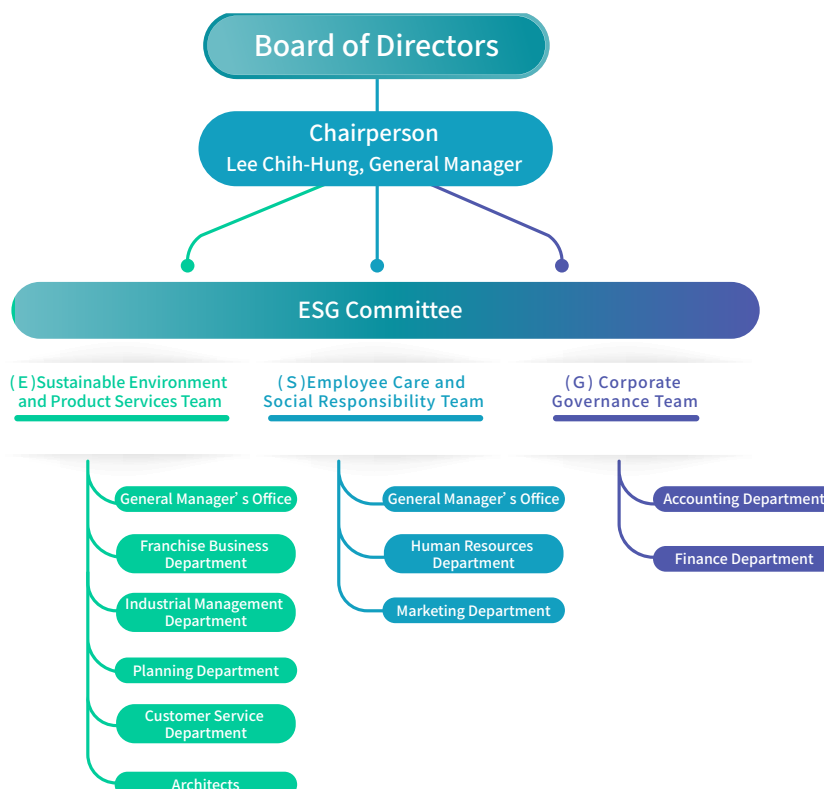 Board of Directors
Chairperson
Lee Chih-Hung, General Manager
ESG Committee
(E)Sustainable Environment
and Product Services Team
General Manager’s Office
Franchise Business
Department
Industrial Management
Department
Planning Department
Customer Service
Department
Architects
(S)Employee Care and
Social Responsibility Team
General Manager’s Office
Human Resources
Department
Marketing Department
(G) Corporate
Governance Team
Accounting Department
Finance Department